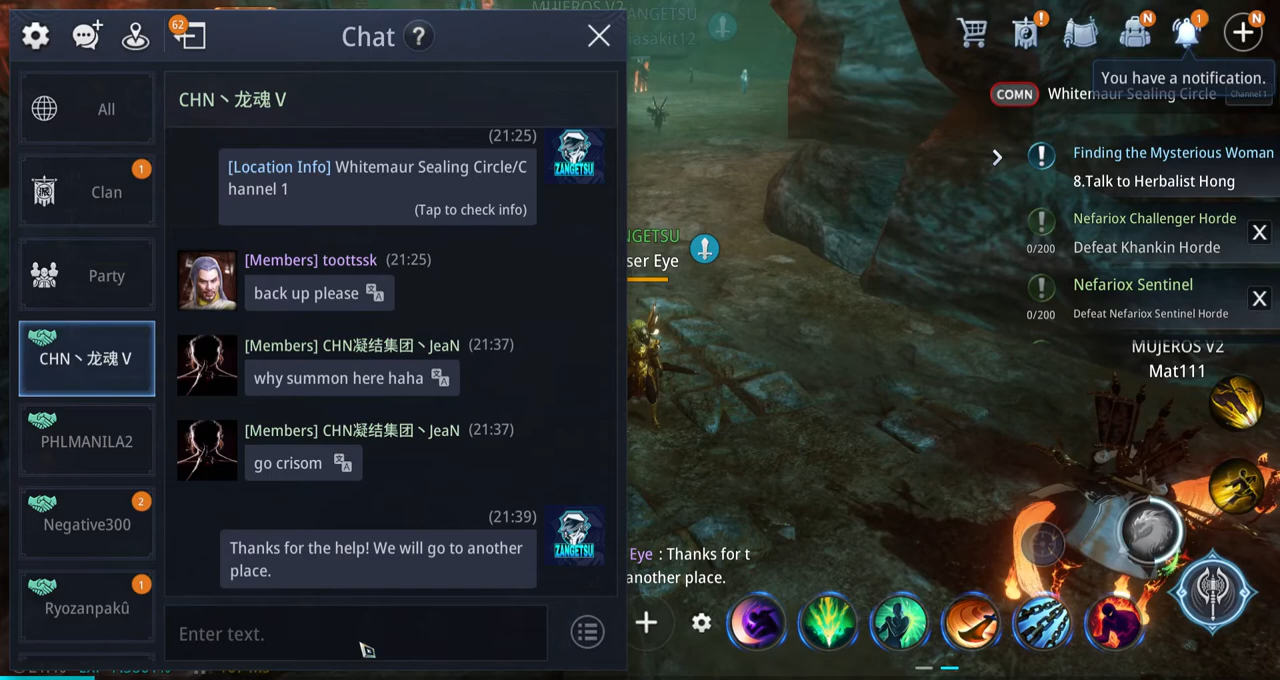 62
Chat ?
All
Clan
1
Party
CHN丶龙魂 V
PHLMANILA2
Negative300
2
Ryozanpakû
1
CHN丶龙魂 V
(21:25)
[Location Info] Whitemaur Sealing Circle/C
hannel 1
(Tap to check info)
ZANGETSU
[Members] toottssk (21:25)
back up please
[Members] CHN凝结集团丶JeaN (21:37)
why summon here haha
[Members] CHN凝结集团丶JeaN (21:37)
go crisom
(21:39)
Thanks for the help! We will go to another
place.
ZANGETSU
Enter text.
MUJEROS V2
ZANGETSU
NGETSU
ser Eye
Eye : Thanks for t
another place.
N
1
N
You have a notification.
COMN Whitemaur Sealing Circle Channel 1
Finding the Mysterious Woman
8.Talk to Herbalist Hong
Nefariox Challenger Horde
0/200 Defeat Khankin Horde
X
Nefariox Sentinel
0/200 Defeat Nefariox Sentinel Horde
X
MUJEROS V2
Mat111